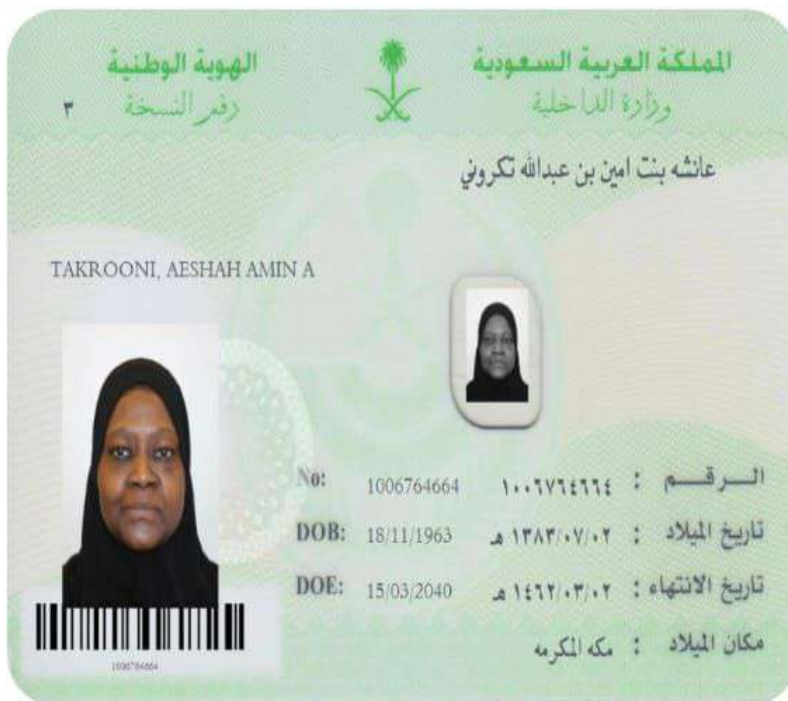 المملكة العربية السعودية
وزارة الداخلية
الهوية الوطنية
رقم النسخة ٣
عائشه بنت امين بن عبدالله تكروني
TAKROONI, AESHAH AMIN A
الرقم : ١٠٠٦٧٦٤٦٦٤ 1006764664 No:
تاريخ الميلاد : ١٣٨٣/٠٧/٠٢ هـ 18/11/1963 DOB:
تاريخ الانتهاء : ١٤٦٢/٠٣/٠٢ هـ 15/03/2040 DOE:
مكان الميلاد : مكه المكرمه
1006764664